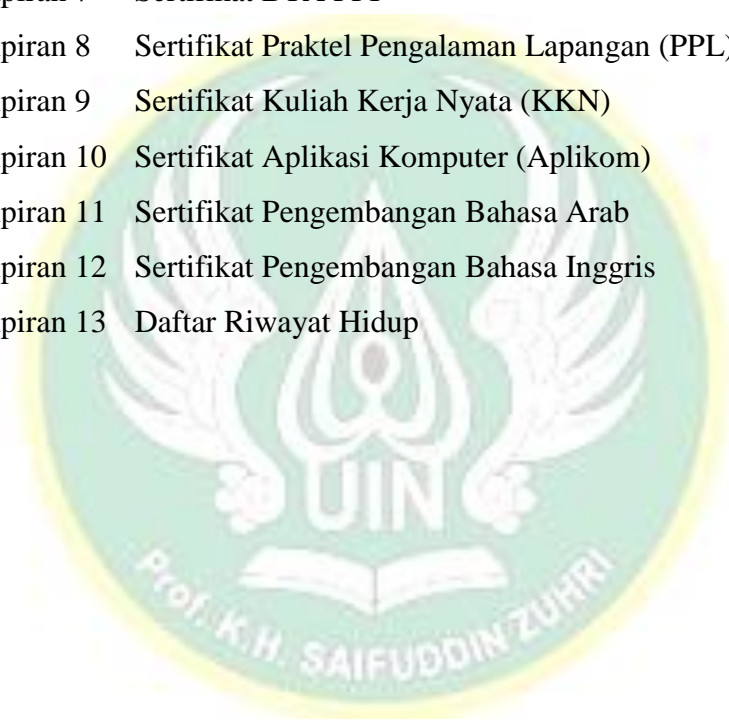 piran 8 Sertifikat Praktel Pengalaman Lapangan (PPL)
piran 9 Sertifikat Kuliah Kerja Nyata (KKN)
piran 10 Sertifikat Aplikasi Komputer (Aplikom)
piran 11 Sertifikat Pengembangan Bahasa Arab
piran 12 Sertifikat Pengembangan Bahasa Inggris
piran 13 Daftar Riwayat Hidup
UIN
Prof. K.H. SAIFUDDIN ZUHRI